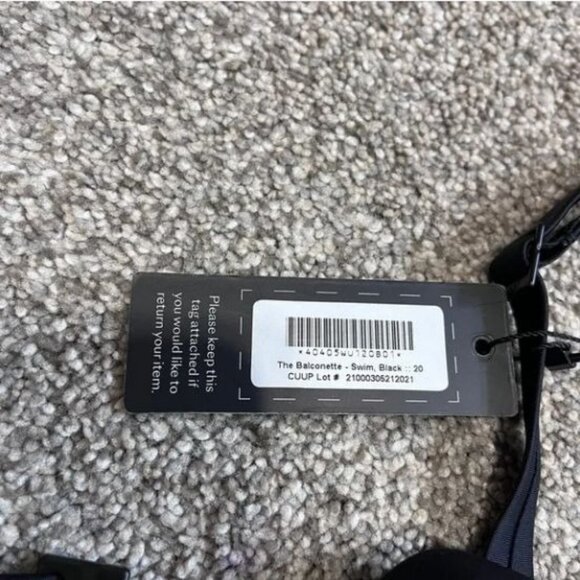 Please keep this
tag attached if
you would like to
return your item.
*40405WU120B01*
The Balconette - Swim, Black :: 20
CUUP Lot # 21000305212021